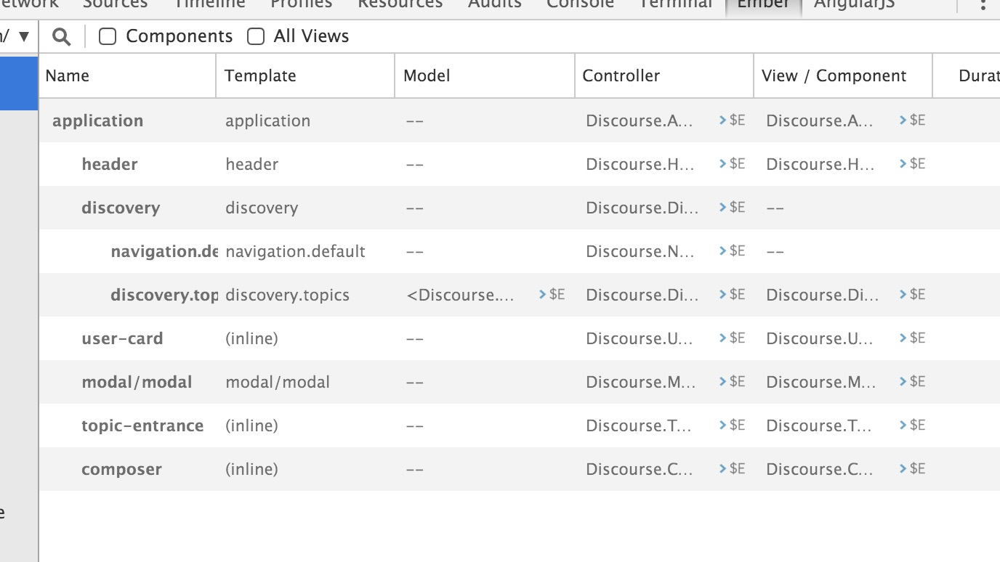 Sources Timeline Profiles Resources Audits Console Terminal Ember AngularJS
/ ▼ Components All Views
Name Template Model Controller View / Component Durat
application application -- Discourse.A... >$E Discourse.A... >$E
header header -- Discourse.H... >$E Discourse.H... >$E
discovery discovery -- Discourse.Di... >$E --
navigation.de navigation.default -- Discourse.N... >$E --
discovery.top discovery.topics <Discourse.... >$E Discourse.Di... >$E Discourse.Di... >$E
user-card (inline) -- Discourse.U... >$E Discourse.U... >$E
modal/modal modal/modal -- Discourse.M... >$E Discourse.M... >$E
topic-entrance (inline) -- Discourse.T... >$E Discourse.T... >$E
composer (inline) -- Discourse.C... >$E Discourse.C... >$E
e